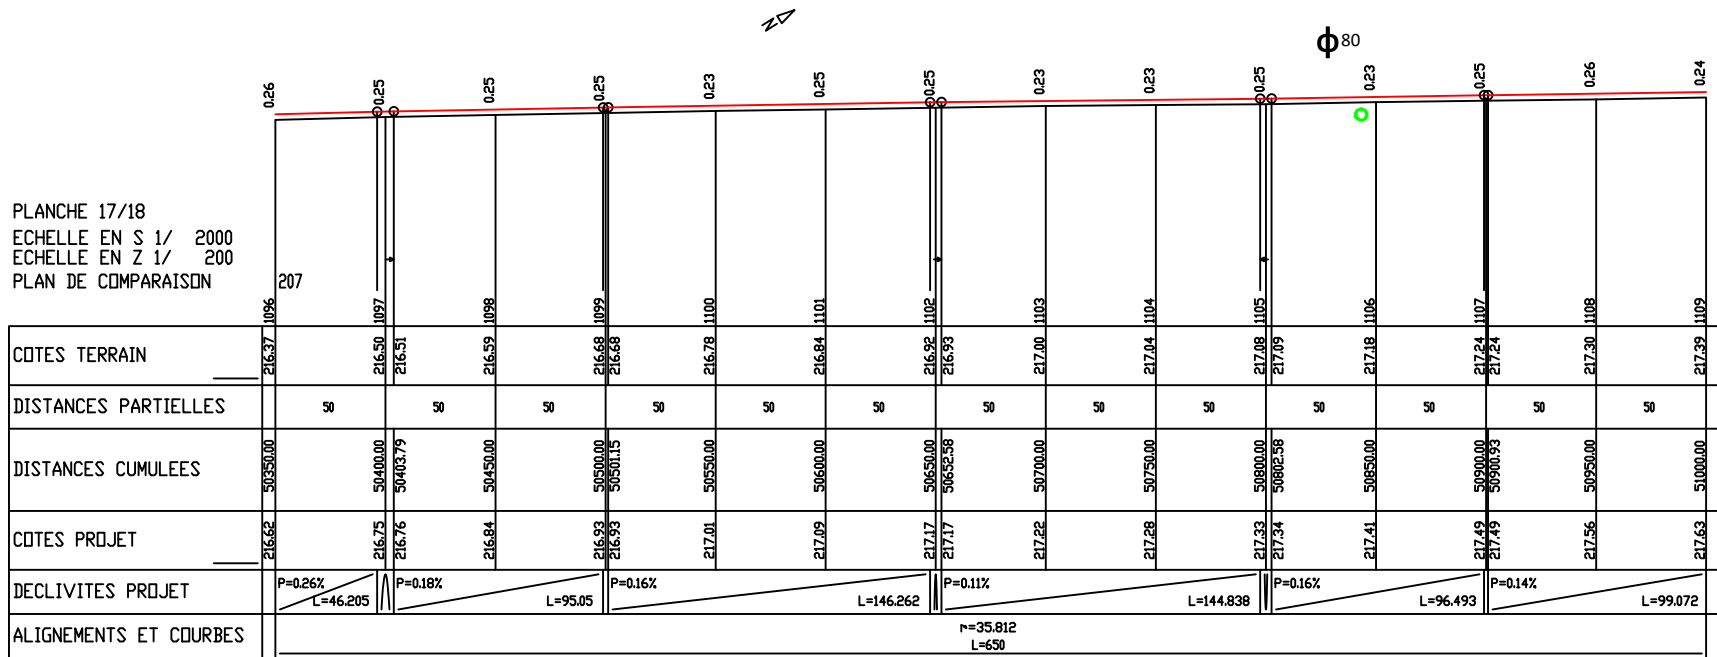 N
ϕ80
0.26 0.25 0.25 0.25 0.23 0.25 0.25 0.23 0.23 0.25 0.23 0.25 0.26 0.24
PLANCHE 17/18
ECHELLE EN S 1/ 2000
ECHELLE EN Z 1/ 200
PLAN DE COMPARAISON 207
1096 1097 1098 1099 1100 1101 1102 1103 1104 1105 1106 1107 1108 1109
COTES TERRAIN 216.37 216.50 216.51 216.59 216.68 216.68 216.78 216.84 216.92 216.93 217.00 217.04 217.08 217.09 217.18 217.24 217.24 217.30 217.39
DISTANCES PARTIELLES 50 50 50 50 50 50 50 50 50 50 50 50 50
DISTANCES CUMULEES 50350.00 50400.00 50403.79 50450.00 50500.00 50501.15 50550.00 50600.00 50650.00 50652.58 50700.00 50750.00 50800.00 50802.58 50850.00 50900.00 50900.93 50950.00 51000.00
COTES PROJET 216.62 216.75 216.76 216.84 216.93 216.93 217.01 217.09 217.17 217.17 217.22 217.28 217.33 217.34 217.41 217.49 217.49 217.56 217.63
DECLIVITES PROJET P=0.26% L=46.205 P=0.18% L=95.05 P=0.16% L=146.262 P=0.11% L=144.838 P=0.16% L=96.493 P=0.14% L=99.072
ALIGNEMENTS ET COURBES r=35.812
L=650